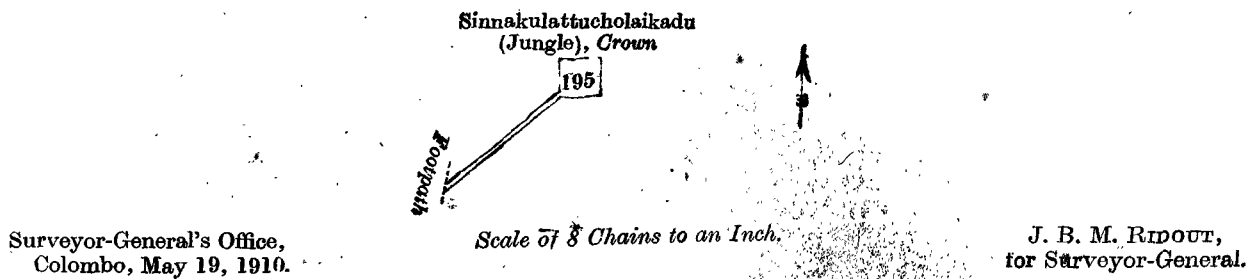 Sinnakulattucholaikadu
(Jungle), Crown
195
Footpath
Scale of 8 Chains to an Inch.
Surveyor-General's Office,
Colombo, May 19, 1910.
J. B. M. RIDOUT,
for Surveyor-General.